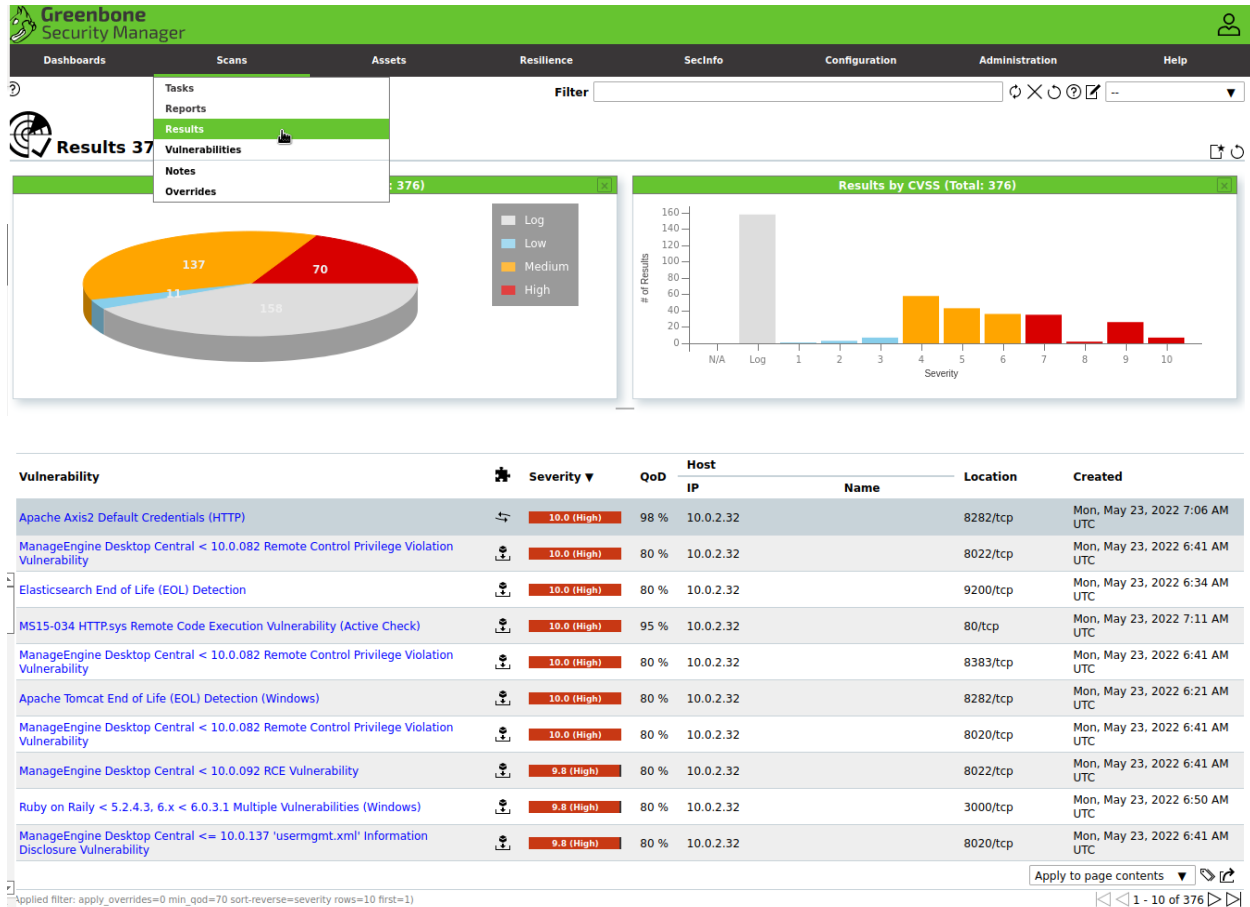 Greenbone
Security Manager
Dashboards Scans Assets Resilience SecInfo Configuration Administration Help
Tasks
Filter --
Reports
Results
Results 37
Vulnerabilities
Notes
: 376) Results by CVSS (Total: 376)
Overrides
Log
Low
Medium
High
137
70
11
158
# of Results
160
140
120
100
80
60
40
20
0
N/A Log 1 2 3 4 5 6 7 8 9 10
Severity
Vulnerability Severity ▼ QoD Host Location Created
IP Name
Apache Axis2 Default Credentials (HTTP) 10.0 (High) 98 % 10.0.2.32 8282/tcp Mon, May 23, 2022 7:06 AM
UTC
ManageEngine Desktop Central < 10.0.082 Remote Control Privilege Violation
Vulnerability 10.0 (High) 80 % 10.0.2.32 8022/tcp Mon, May 23, 2022 6:41 AM
UTC
Elasticsearch End of Life (EOL) Detection 10.0 (High) 80 % 10.0.2.32 9200/tcp Mon, May 23, 2022 6:34 AM
UTC
MS15-034 HTTP.sys Remote Code Execution Vulnerability (Active Check) 10.0 (High) 95 % 10.0.2.32 80/tcp Mon, May 23, 2022 7:11 AM
UTC
ManageEngine Desktop Central < 10.0.082 Remote Control Privilege Violation
Vulnerability 10.0 (High) 80 % 10.0.2.32 8383/tcp Mon, May 23, 2022 6:41 AM
UTC
Apache Tomcat End of Life (EOL) Detection (Windows) 10.0 (High) 80 % 10.0.2.32 8282/tcp Mon, May 23, 2022 6:21 AM
UTC
ManageEngine Desktop Central < 10.0.082 Remote Control Privilege Violation
Vulnerability 10.0 (High) 80 % 10.0.2.32 8020/tcp Mon, May 23, 2022 6:41 AM
UTC
ManageEngine Desktop Central < 10.0.092 RCE Vulnerability 9.8 (High) 80 % 10.0.2.32 8022/tcp Mon, May 23, 2022 6:41 AM
UTC
Ruby on Raily < 5.2.4.3, 6.x < 6.0.3.1 Multiple Vulnerabilities (Windows) 9.8 (High) 80 % 10.0.2.32 3000/tcp Mon, May 23, 2022 6:50 AM
UTC
ManageEngine Desktop Central <= 10.0.137 'usermgmt.xml' Information
Disclosure Vulnerability 9.8 (High) 80 % 10.0.2.32 8020/tcp Mon, May 23, 2022 6:41 AM
UTC
Apply to page contents ▼
Applied filter: apply_overrides=0 min_qod=70 sort-reverse=severity rows=10 first=1) 1 - 10 of 376